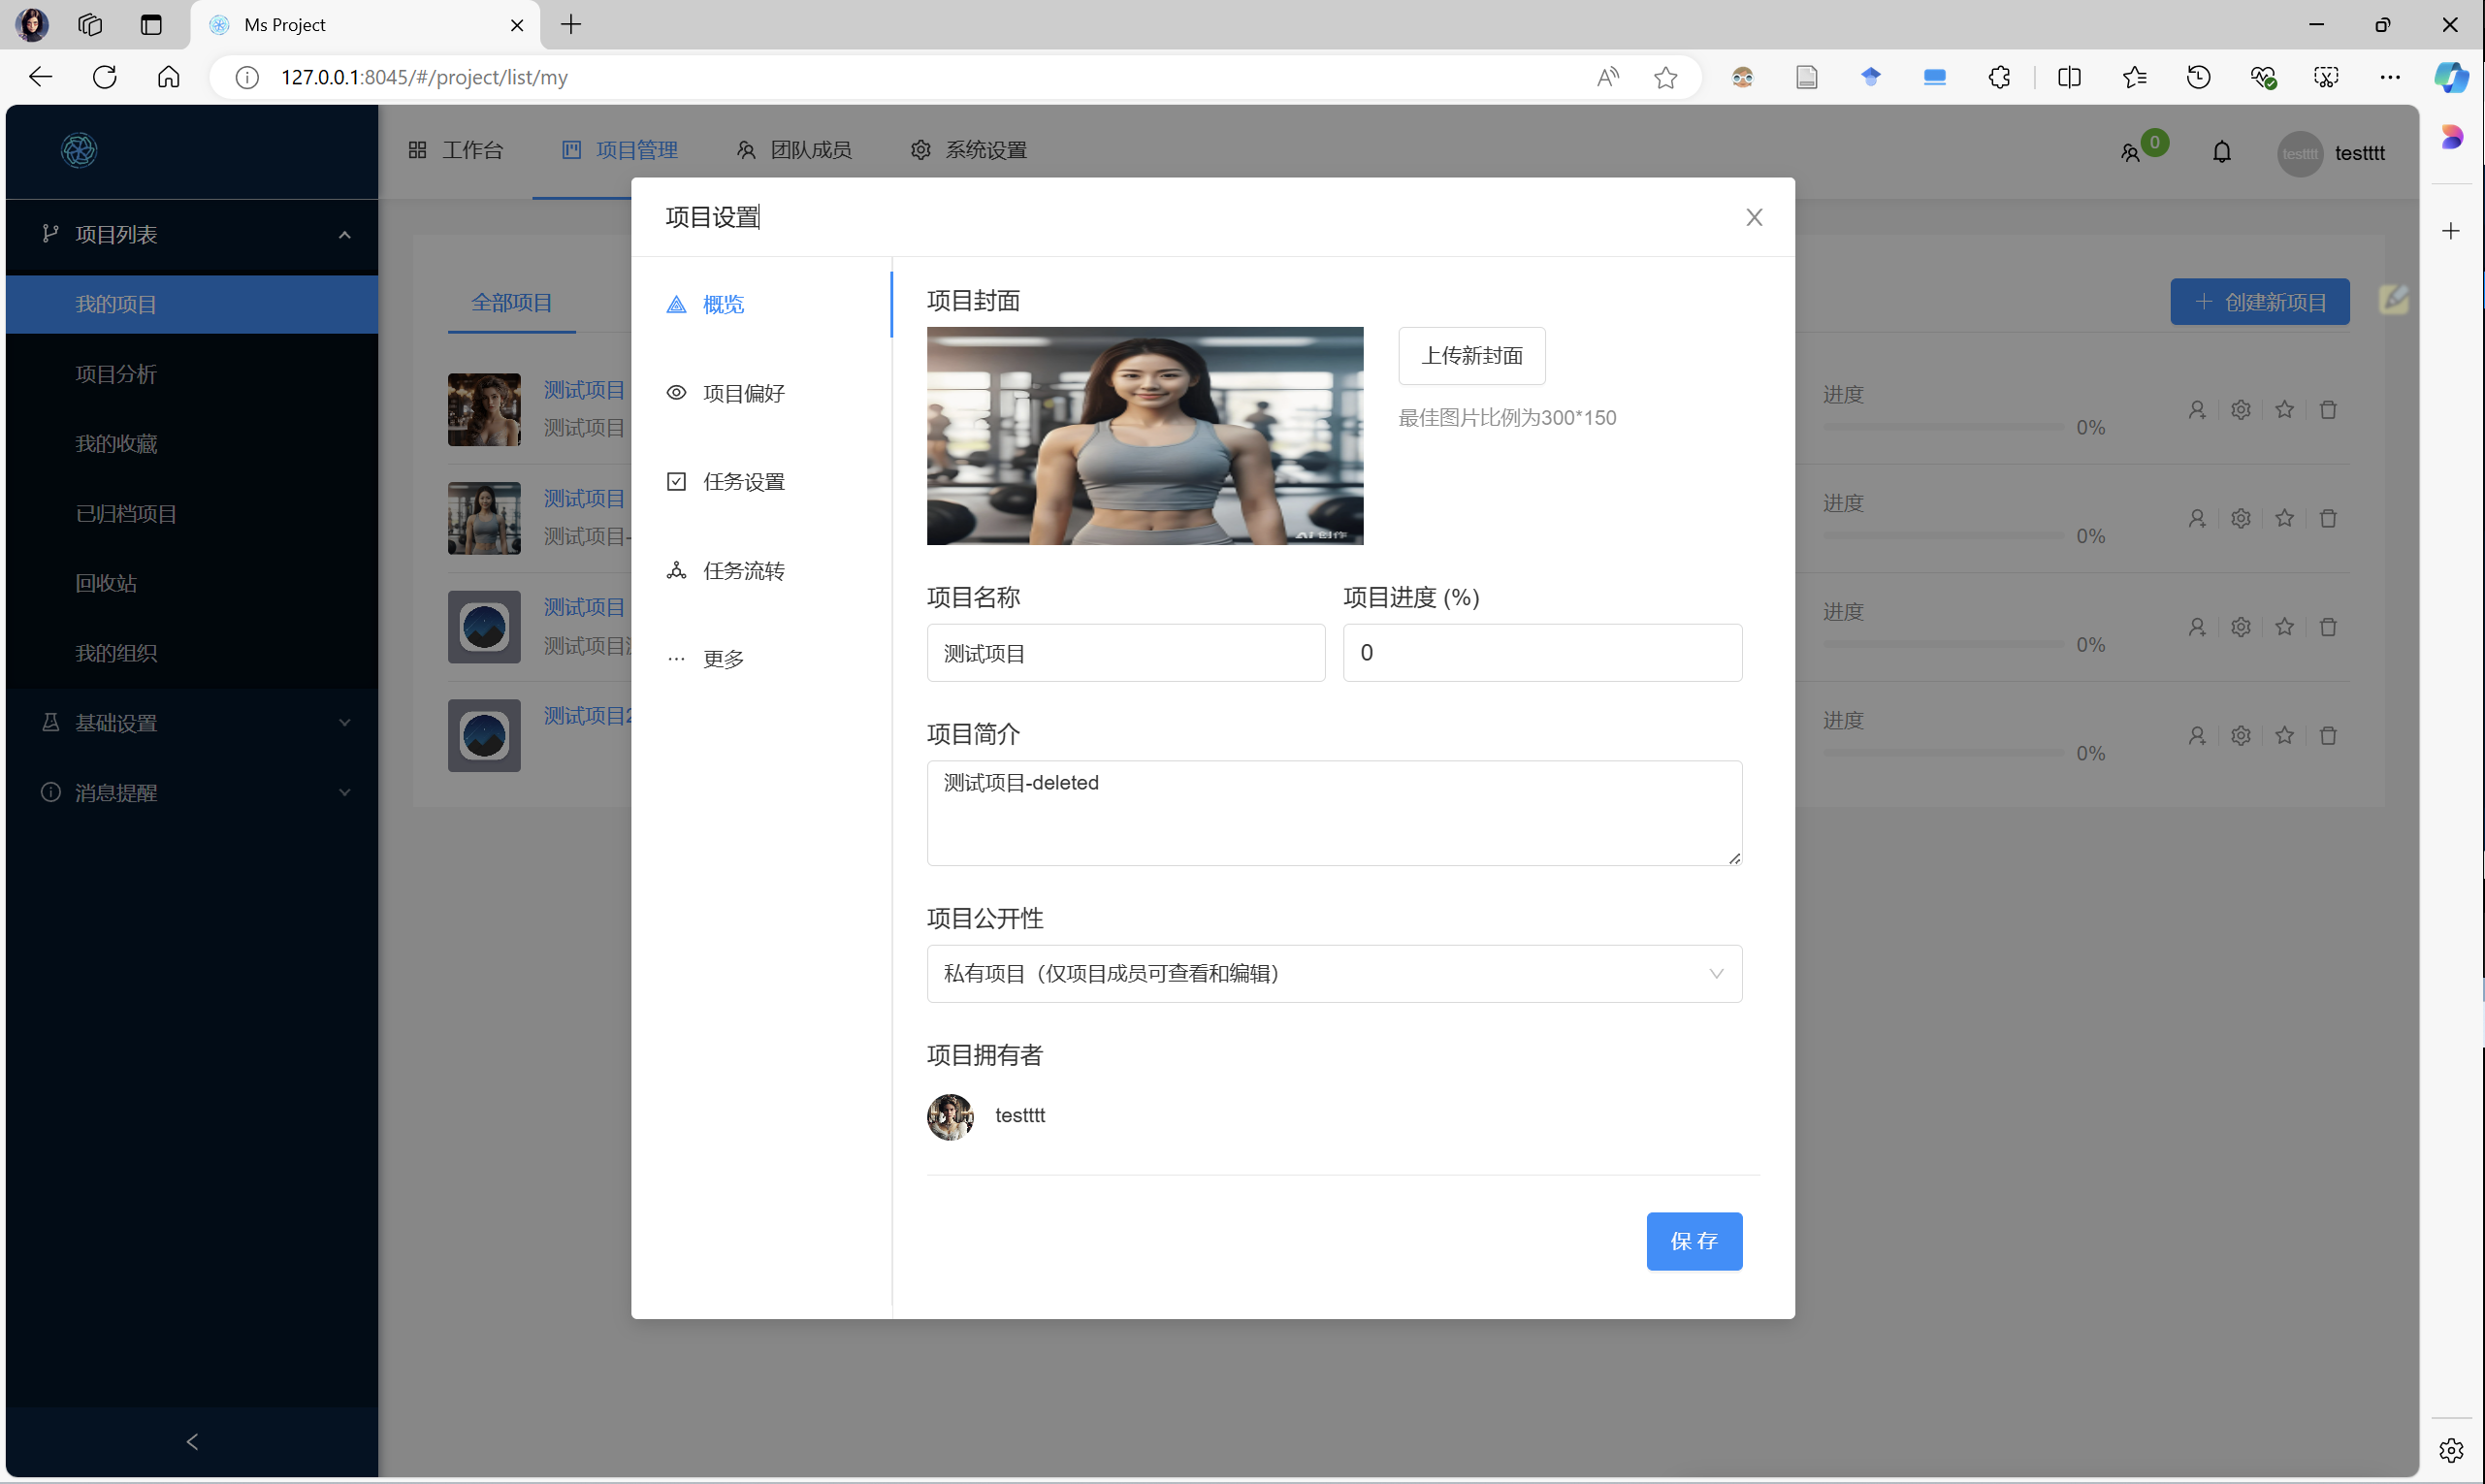 Ms Project
127.0.0.1:8045/#/project/list/my
工作台
项目管理
团队成员
系统设置
0
testttt
testttt
项目列表
我的项目
项目分析
我的收藏
已归档项目
回收站
我的组织
基础设置
消息提醒
全部项目
创建新项目
测试项目
测试项目
进度
0%
测试项目
测试项目-
进度
0%
测试项目
测试项目
进度
0%
测试项目2
进度
0%
项目设置
概览
项目偏好
任务设置
任务流转
更多
项目封面
AI创作
上传新封面
最佳图片比例为300*150
项目名称
项目进度 (%)
测试项目
0
项目简介
测试项目-deleted
项目公开性
私有项目（仅项目成员可查看和编辑）
项目拥有者
testttt
保 存